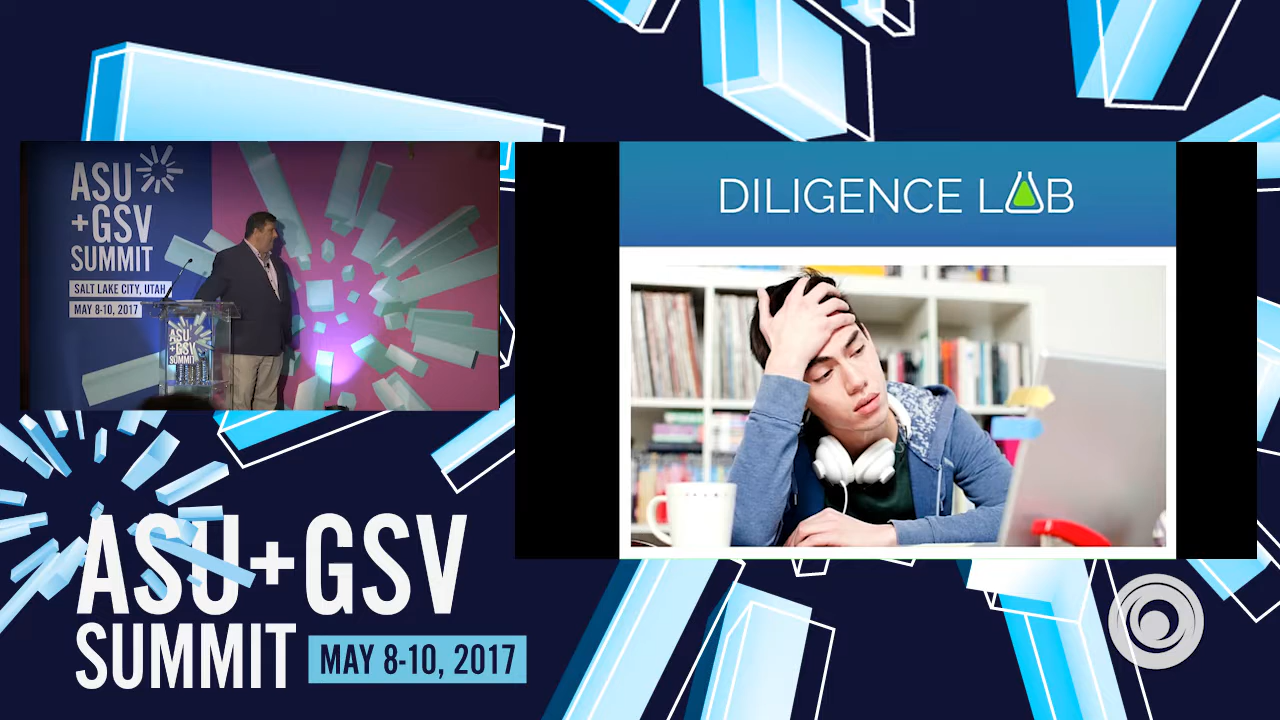 ASU
+GSV
SUMMIT
SALT LAKE CITY, UTAH
MAY 8-10, 2017
ASU
+GSV
SUMMIT
DILIGENCE LAB
ASU+GSV
SUMMIT
MAY 8-10, 2017